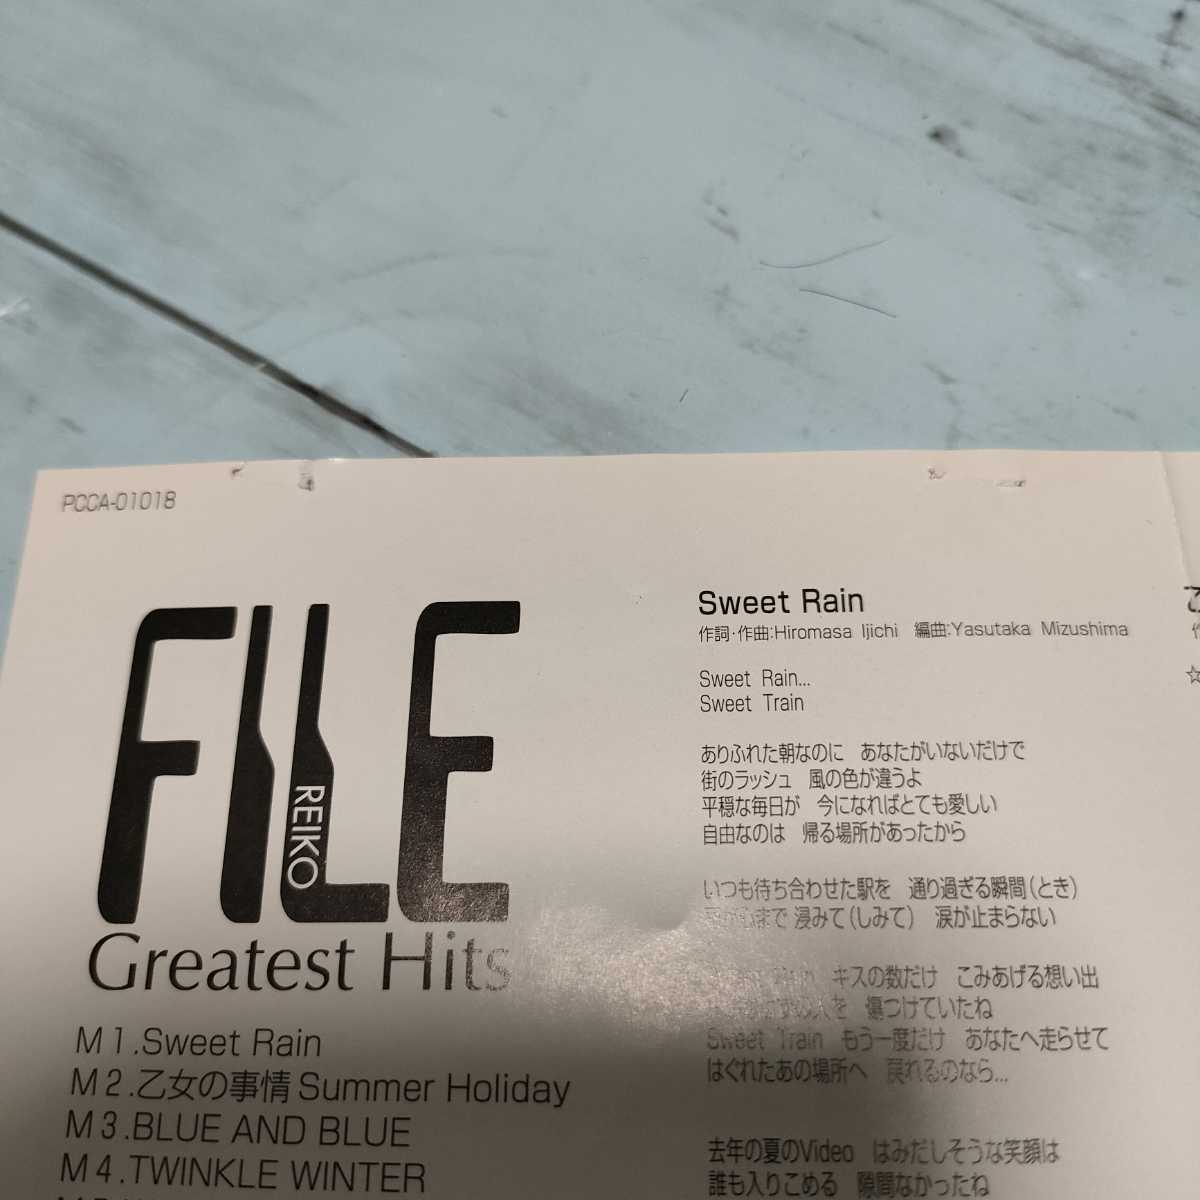 PCCA-01018
FILE
REIKO
Greatest Hits
M1.Sweet Rain
M2.乙女の事情 Summer Holiday
M3.BLUE AND BLUE
M4.TWINKLE WINTER
Sweet Rain
作詞・作曲:Hiromasa Ijichi 編曲:Yasutaka Mizushima
Sweet Rain...
Sweet Train
ありふれた朝なのに あなたがいないだけで
街のラッシュ 風の色が違うよ
平穏な毎日が 今になればとても愛しい
自由なのは 帰る場所があったから
いつも待ち合わせた駅を 通り過ぎる瞬間(とき)
まで 浸みて(しみて) 涙が止まらない
キスの数だけ こみあげる想い出
人を 傷つけていたね
Sweet Train もう一度だけ あなたへ走らせて
はぐれたあの場所へ 戻れるのなら...
去年の夏のVideo はみだしそうな笑顔は
誰も入りこめる 隙間なかったね